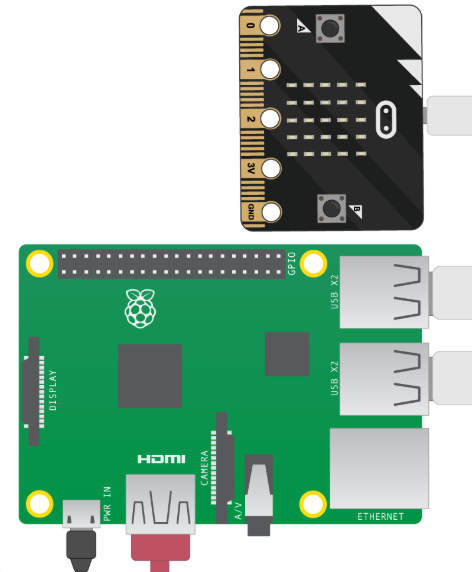 0
A
1
2
3V
B
GND
GPIO
USB X2
DISPLAY
USB X2
HDMI
CAMERA
PWR IN
A/V
ETHERNET